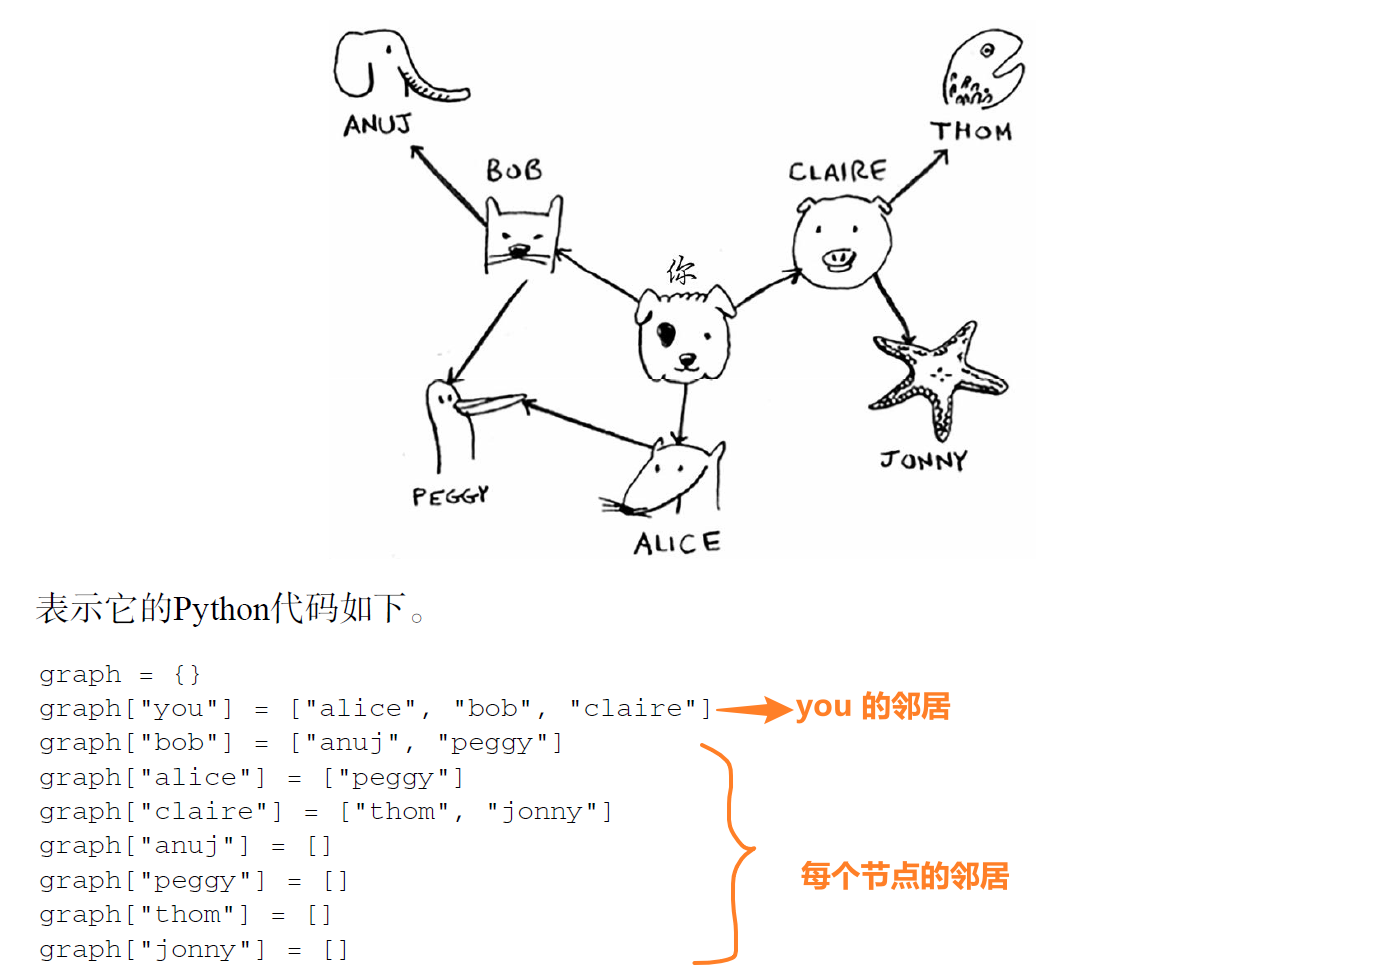 ANUJ
THOM
BOB
CLAIRE
你
JONNY
PEGGY
ALICE
表示它的Python代码如下。
graph = {}
graph["you"] = ["alice", "bob", "claire"]
you 的邻居
graph["bob"] = ["anuj", "peggy"]
graph["alice"] = ["peggy"]
graph["claire"] = ["thom", "jonny"]
graph["anuj"] = []
每个节点的邻居
graph["peggy"] = []
graph["thom"] = []
graph["jonny"] = []